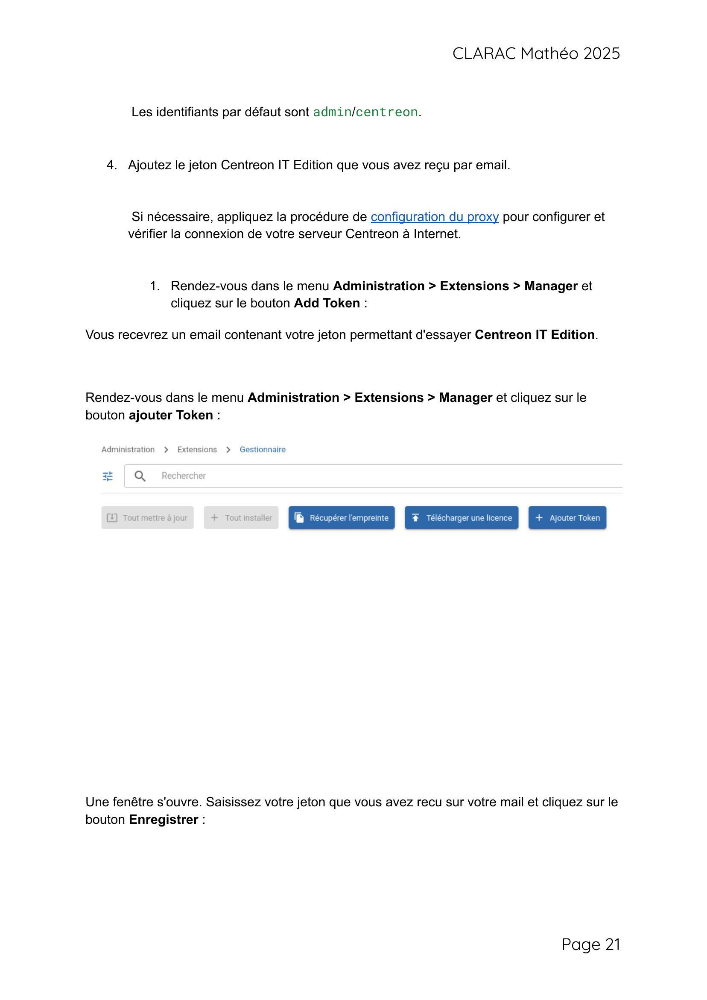 CLARAC Mathéo 2025
Les identifiants par défaut sont admin/centreon.
4. Ajoutez le jeton Centreon IT Edition que vous avez reçu par email.
Si nécessaire, appliquez la procédure de configuration du proxy pour configurer et
vérifier la connexion de votre serveur Centreon à Internet.
1. Rendez-vous dans le menu Administration > Extensions > Manager et
cliquez sur le bouton Add Token :
Vous recevrez un email contenant votre jeton permettant d'essayer Centreon IT Edition.
Rendez-vous dans le menu Administration > Extensions > Manager et cliquez sur le
bouton ajouter Token :
Administration > Extensions > Gestionnaire
Rechercher
Tout mettre à jour + Tout installer Récupérer l'empreinte Télécharger une licence + Ajouter Token
Une fenêtre s'ouvre. Saisissez votre jeton que vous avez recu sur votre mail et cliquez sur le
bouton Enregistrer :
Page 21